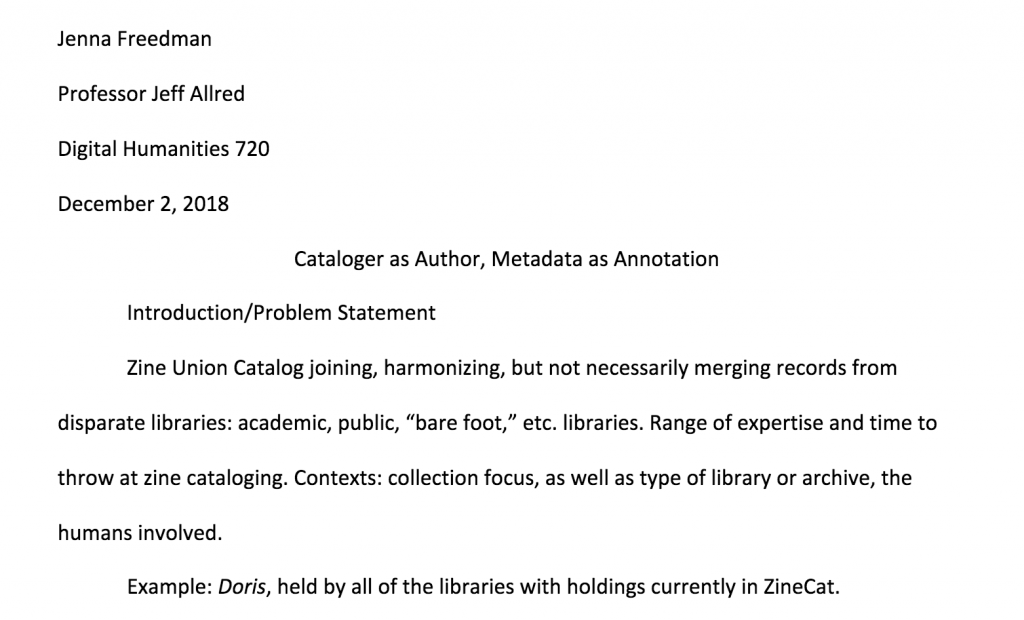 Jenna Freedman
Professor Jeff Allred
Digital Humanities 720
December 2, 2018
Cataloger as Author, Metadata as Annotation
Introduction/Problem Statement
Zine Union Catalog joining, harmonizing, but not necessarily merging records from
disparate libraries: academic, public, “bare foot,” etc. libraries. Range of expertise and time to
throw at zine cataloging. Contexts: collection focus, as well as type of library or archive, the
humans involved.
Example: Doris, held by all of the libraries with holdings currently in ZineCat.